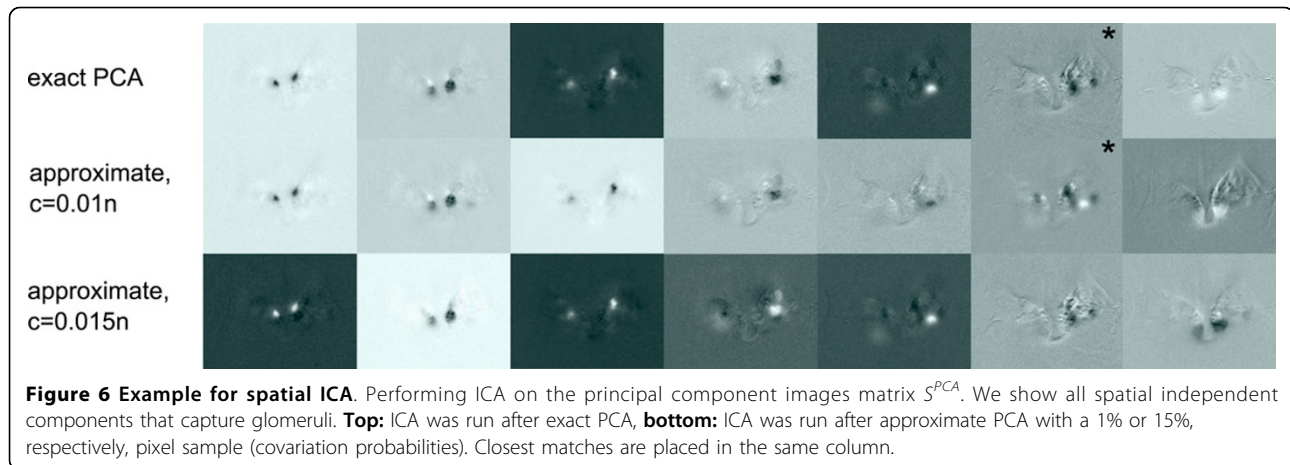 exact PCA
*
approximate,
c=0.01n
*
approximate,
c=0.015n
Figure 6 Example for spatial ICA. Performing ICA on the principal component images matrix S^PCA. We show all spatial independent
components that capture glomeruli. Top: ICA was run after exact PCA, bottom: ICA was run after approximate PCA with a 1% or 15%,
respectively, pixel sample (covariation probabilities). Closest matches are placed in the same column.